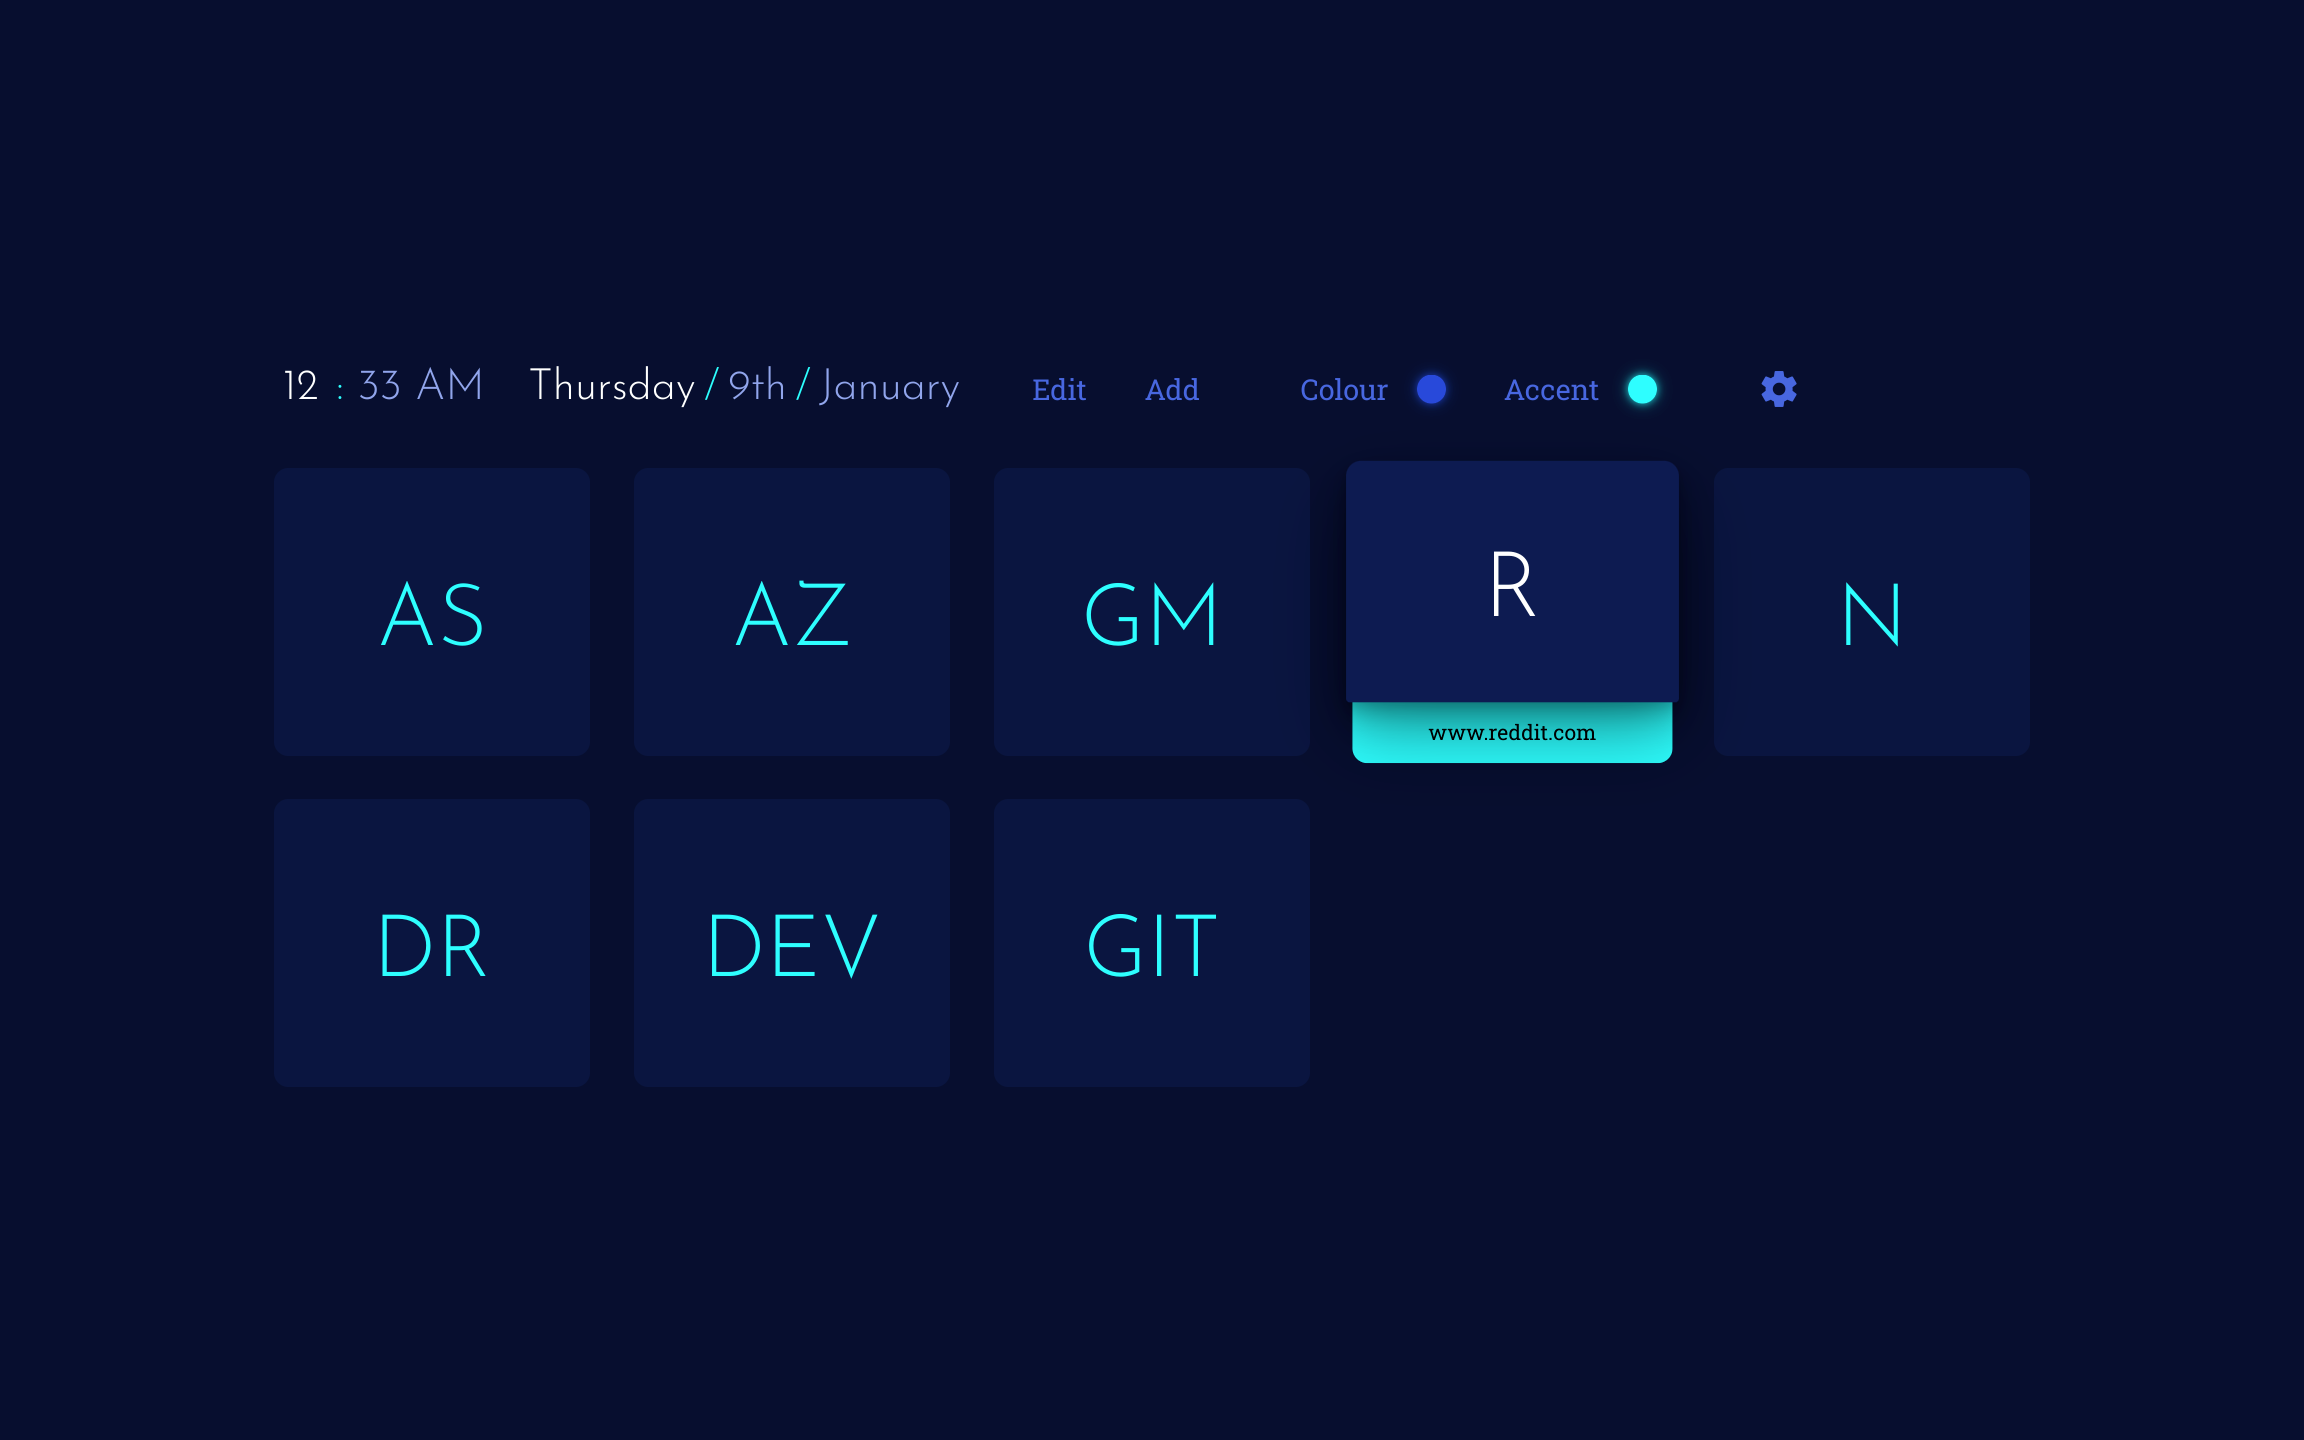 12 : 33 AM Thursday / 9th / January Edit Add Colour Accent
AS AZ GM R N
www.reddit.com
DR DEV GIT